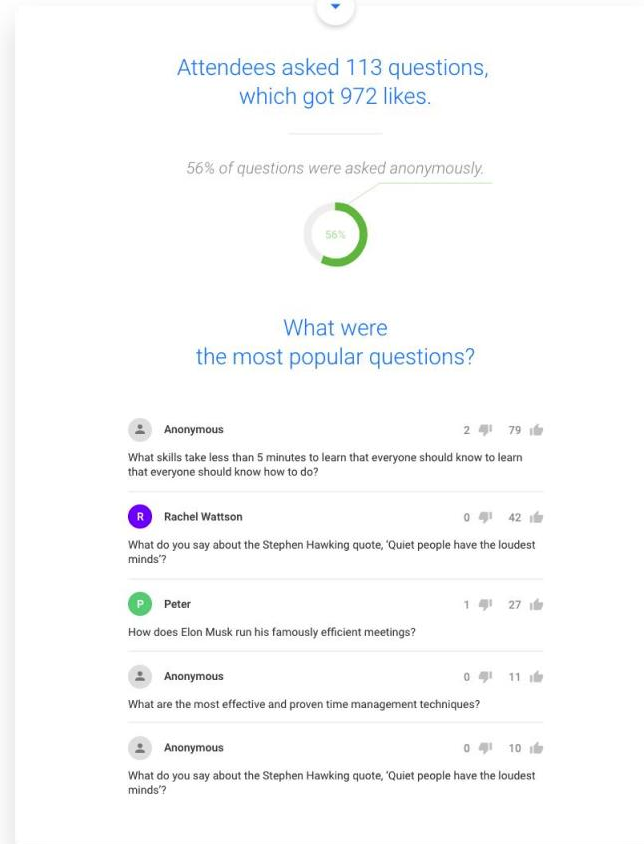 Attendees asked 113 questions,
which got 972 likes.
56% of questions were asked anonymously.
56%
What were
the most popular questions?
Anonymous 2 79
What skills take less than 5 minutes to learn that everyone should know to learn
that everyone should know how to do?
R Rachel Wattson 0 42
What do you say about the Stephen Hawking quote, 'Quiet people have the loudest
minds'?
P Peter 1 27
How does Elon Musk run his famously efficient meetings?
Anonymous 0 11
What are the most effective and proven time management techniques?
Anonymous 0 10
What do you say about the Stephen Hawking quote, 'Quiet people have the loudest
minds'?